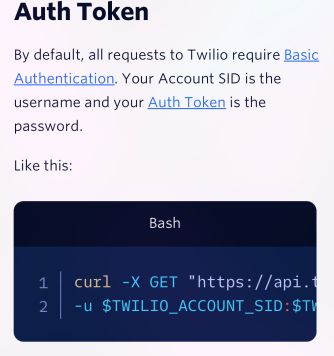 Auth Token
By default, all requests to Twilio require Basic
Authentication. Your Account SID is the
username and your Auth Token is the
password.
Like this:
Bash
1 curl -X GET "https://api.t
2 -u $TWILIO_ACCOUNT_SID:$TW